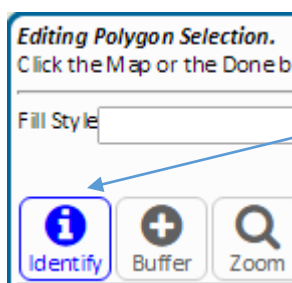 Editing Polygon Selection.
Click the Map or the Done b
Fill Style
Identify Buffer Zoom